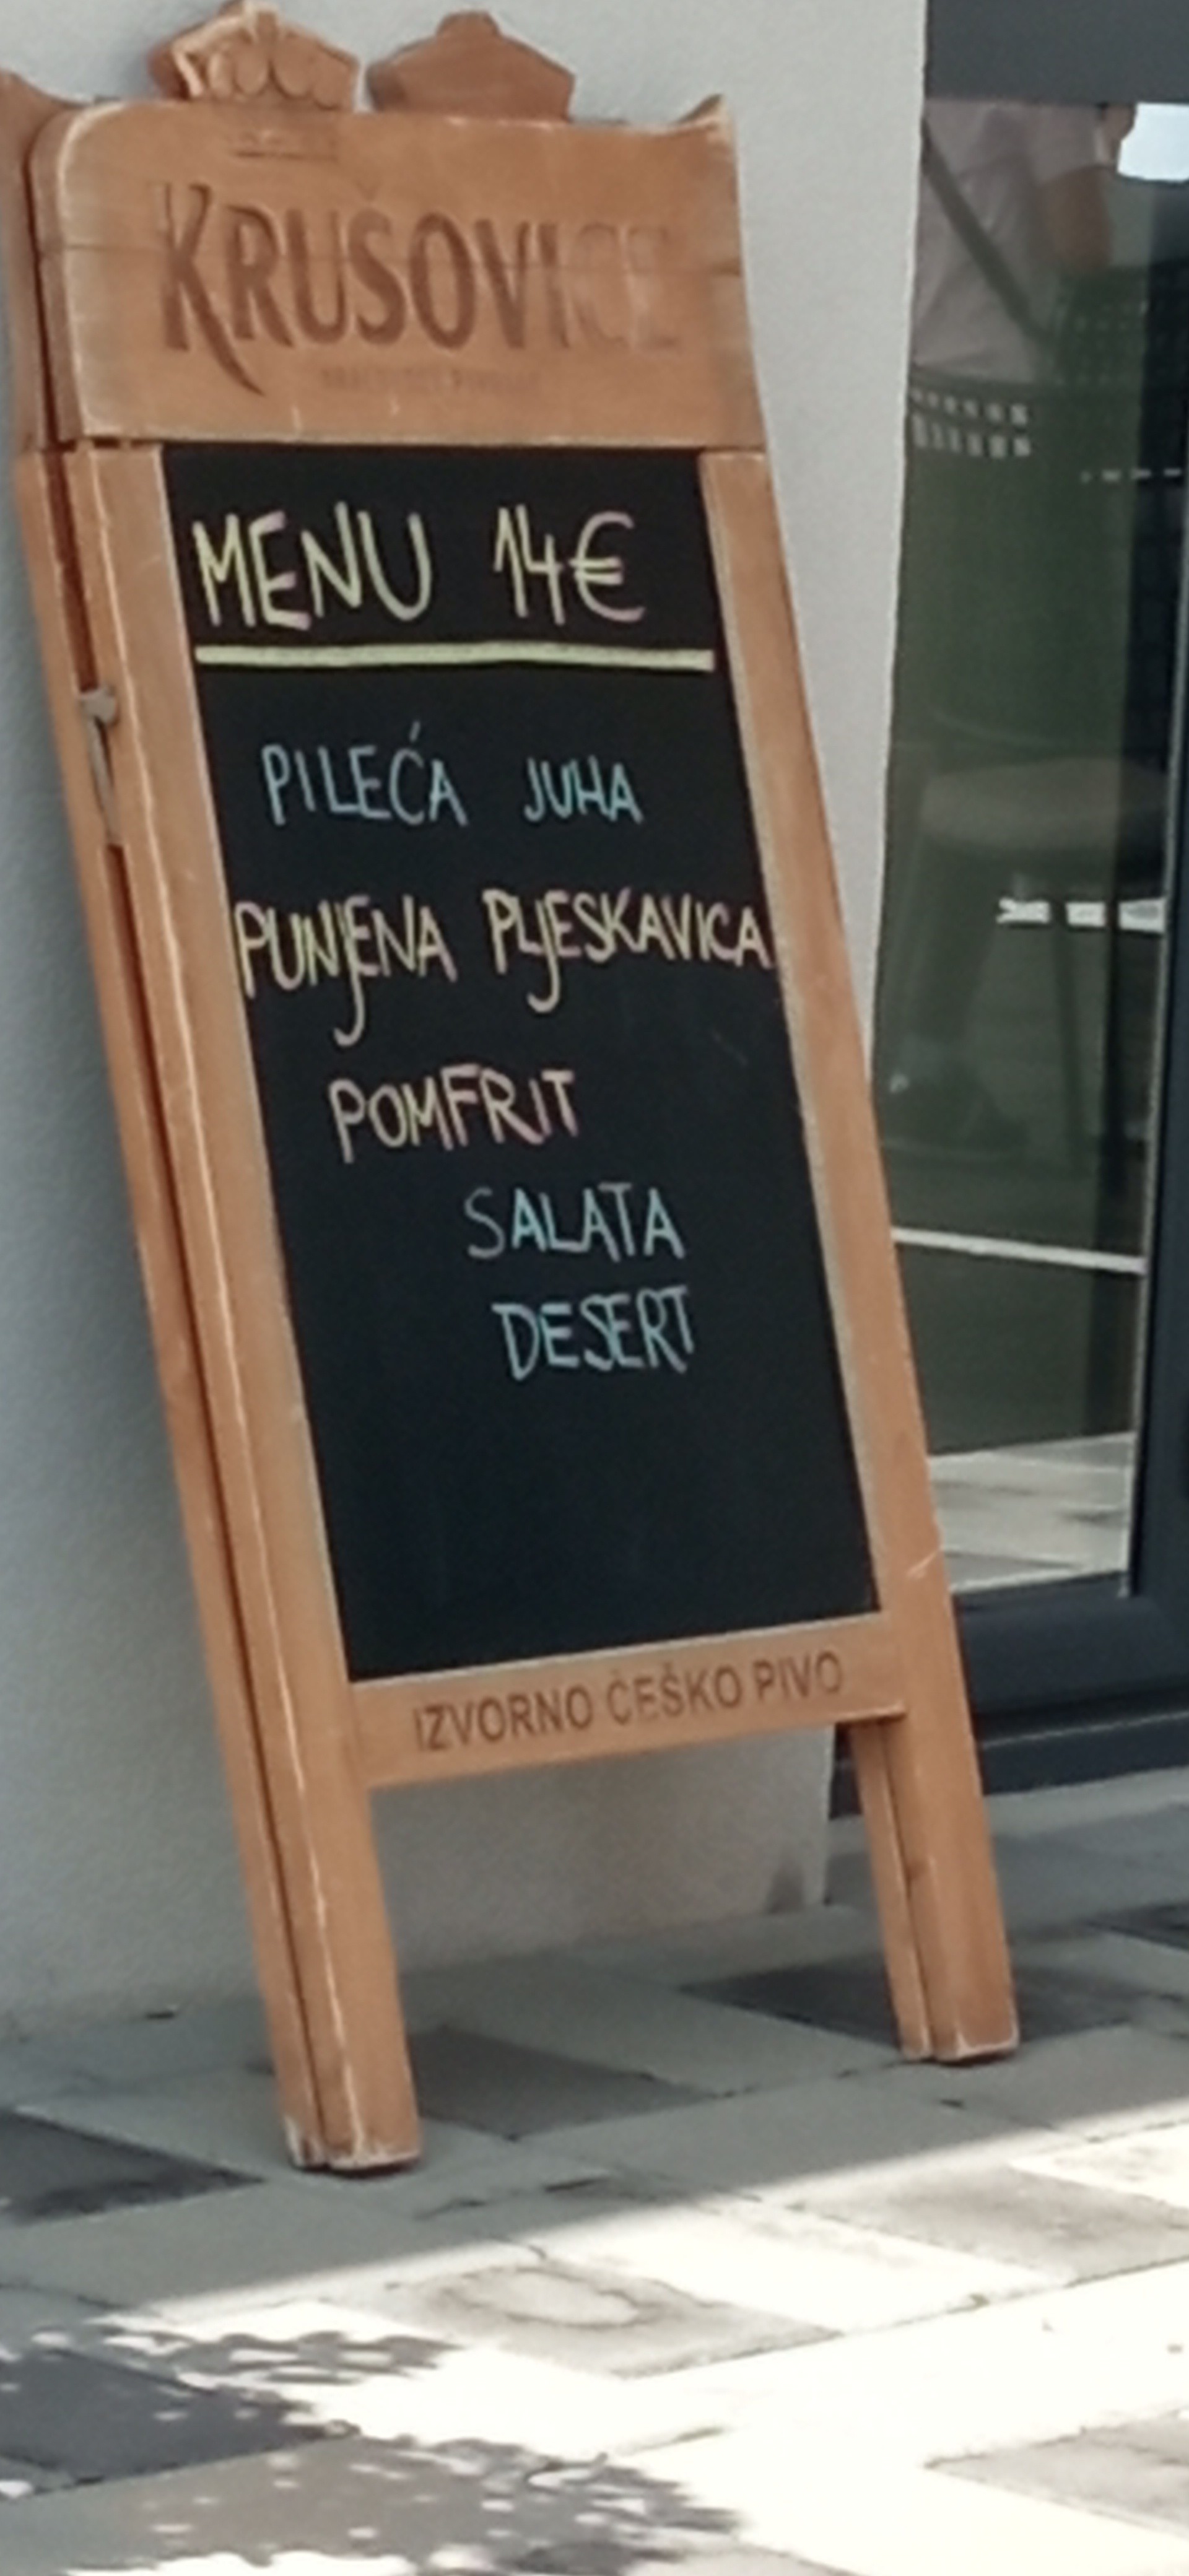 KRUŠOVICE
MENU 14€
PILEĆA JUHA
PUNJENA PLJESKAVICA
POMFRIT
SALATA
DESERT
IZVORNO ČEŠKO PIVO